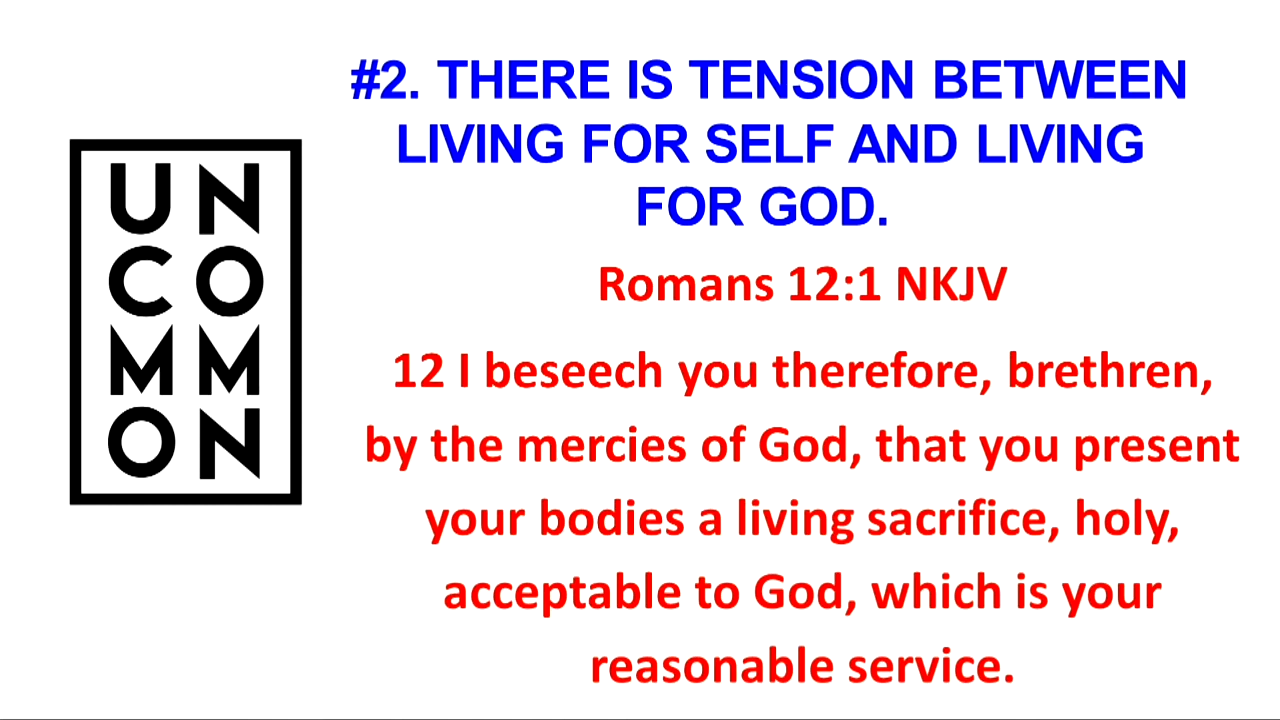 UN
CO
MM
ON
#2. THERE IS TENSION BETWEEN
LIVING FOR SELF AND LIVING
FOR GOD.
Romans 12:1 NKJV
12 I beseech you therefore, brethren,
by the mercies of God, that you present
your bodies a living sacrifice, holy,
acceptable to God, which is your
reasonable service.